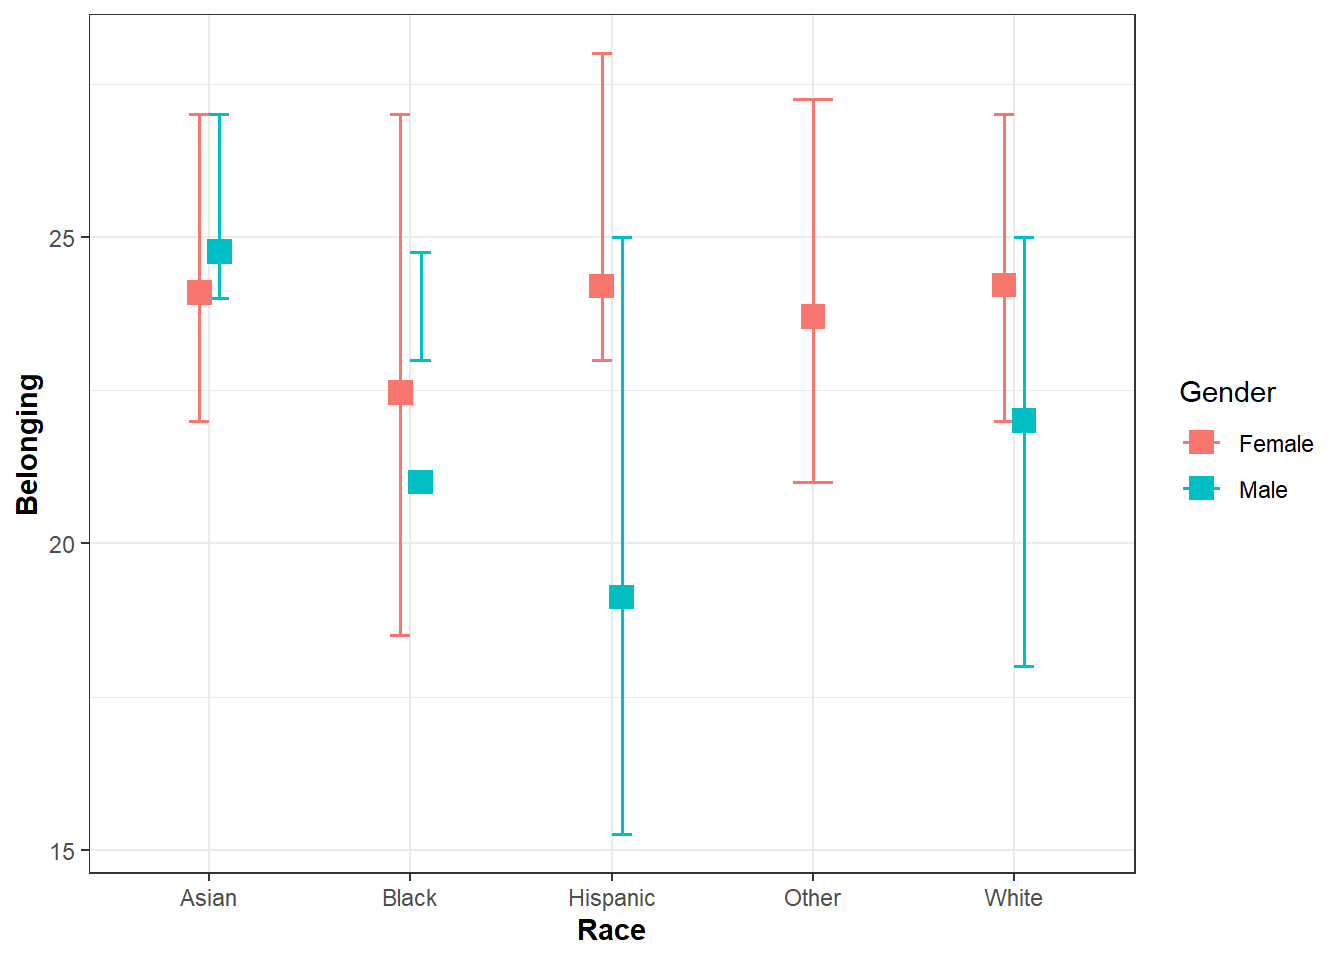 Belonging
25
20
15
Asian
Black
Hispanic
Other
White
Race
Gender
Female
Male